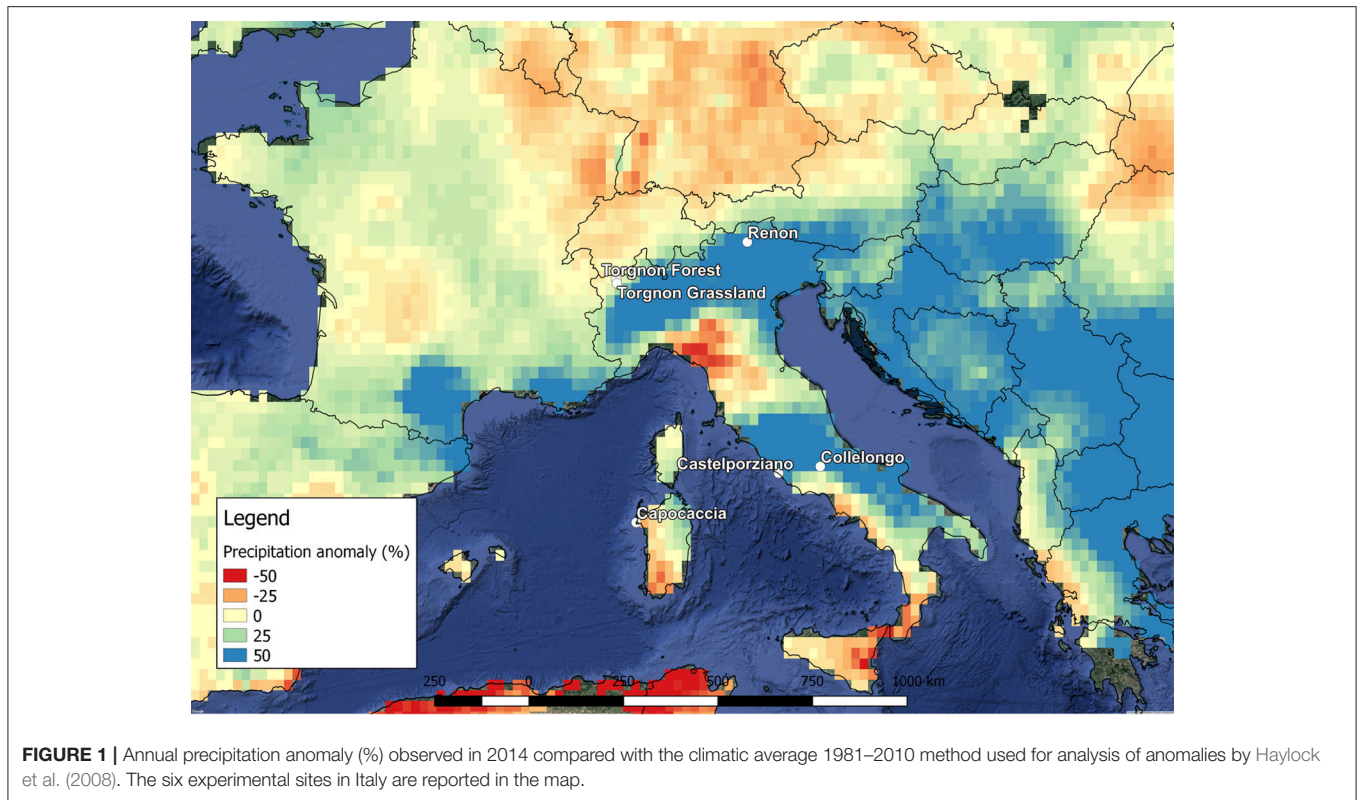 Renon
Torgnon Forest
Torgnon Grassland
Castelporziano
Collelongo
Capocaccia
Legend
Precipitation anomaly (%)
-50
-25
0
25
50
250 0 250 500 750 1000 km
FIGURE 1 | Annual precipitation anomaly (%) observed in 2014 compared with the climatic average 1981–2010 method used for analysis of anomalies by Haylock
et al. (2008). The six experimental sites in Italy are reported in the map.